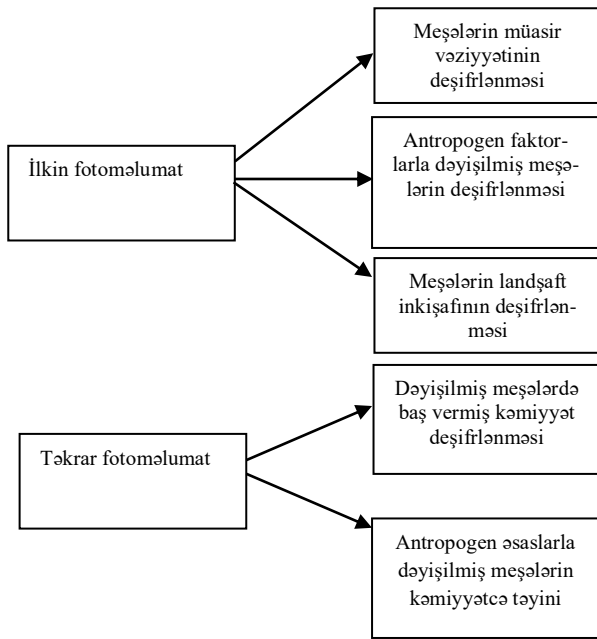 Meşələrin müasir
vəziyyətinin
deşifrlənməsi
İlkin fotoməlumat
Antropogen faktor-
larla dəyişilmiş meşə-
lərin deşifrlənməsi
Meşələrin landşaft
inkişafının deşifrlən-
məsi
Dəyişilmiş meşələrdə
baş vermiş kəmiyyət
deşifrlənməsi
Təkrar fotoməlumat
Antropogen əsaslarla
dəyişilmiş meşələrin
kəmiyyətcə təyini